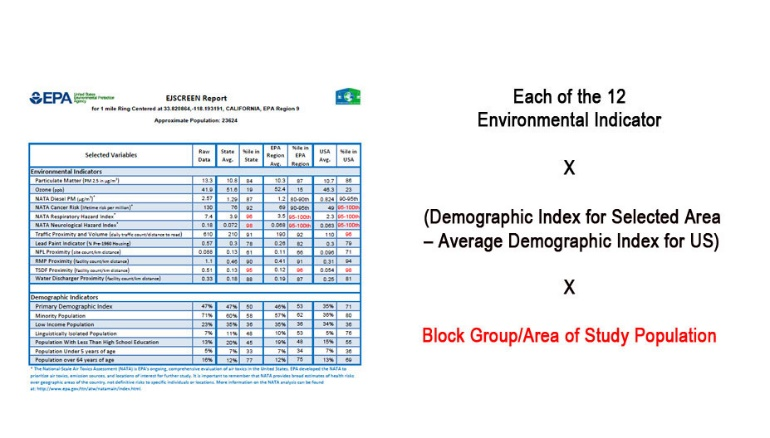 EPA United States Environmental Protection Agency
EJSCREEN Report
for 1 mile Ring Centered at 33.820864,-118.193191, CALIFORNIA, EPA Region 9
Approximate Population: 23624
Selected Variables Raw Data State Avg. %ile in State EPA Region Avg. %ile in EPA Region USA Avg. %ile in USA
Environmental Indicators
Particulate Matter (PM 2.5 in µg/m³) 13.3 10.8 94 10.3 97 10.7 98
Ozone (ppb) 41.9 51.6 19 52.4 15 46.3 23
NATA Diesel PM (µg/m³)* 2.57 1.29 87 1.2 80-90th 0.824 90-95th
NATA Cancer Risk (lifetime risk per million)* 130 76 92 69 90-95th 49 95-100th
NATA Respiratory Hazard Index* 7.4 3.9 96 3.5 95-100th 2.3 95-100th
NATA Neurological Hazard Index* 0.18 0.072 98 0.068 95-100th 0.063 95-100th
Traffic Proximity and Volume (daily traffic count/distance to road) 610 210 91 190 92 110 96
Lead Paint Indicator (% Pre-1960 Housing) 0.57 0.3 78 0.26 82 0.3 79
NPL Proximity (site count/km distance) 0.066 0.13 61 0.11 66 0.096 71
RMP Proximity (facility count/km distance) 1.1 0.46 90 0.41 91 0.31 94
TSDF Proximity (facility count/km distance) 0.51 0.13 95 0.12 96 0.054 98
Water Discharger Proximity (facility count/km distance) 0.33 0.18 88 0.19 87 0.25 81
Demographic Indicators
Primary Demographic Index 47% 47% 50 46% 53 35% 71
Minority Population 71% 60% 58 57% 62 36% 80
Low Income Population 23% 35% 36 35% 36 34% 36
Linguistically Isolated Population 7% 11% 48 10% 53 5% 76
Population With Less Than High School Education 13% 20% 45 19% 48 15% 55
Population Under 5 years of age 5% 7% 33 7% 34 7% 36
Population over 64 years of age 16% 12% 77 12% 75 13% 69
* The National-Scale Air Toxics Assessment (NATA) is EPA's ongoing, comprehensive evaluation of air toxics in the United States. EPA developed the NATA to
prioritize air toxics, emission sources, and locations of interest for further study. It is important to remember that NATA provides broad estimates of health risks
over geographic areas of the country, not definitive risks to specific individuals or locations. More information on the NATA analysis can be found
at: http://www.epa.gov/ttn/atw/natamain/index.html
Each of the 12
Environmental Indicator
X
(Demographic Index for Selected Area
– Average Demographic Index for US)
X
Block Group/Area of Study Population